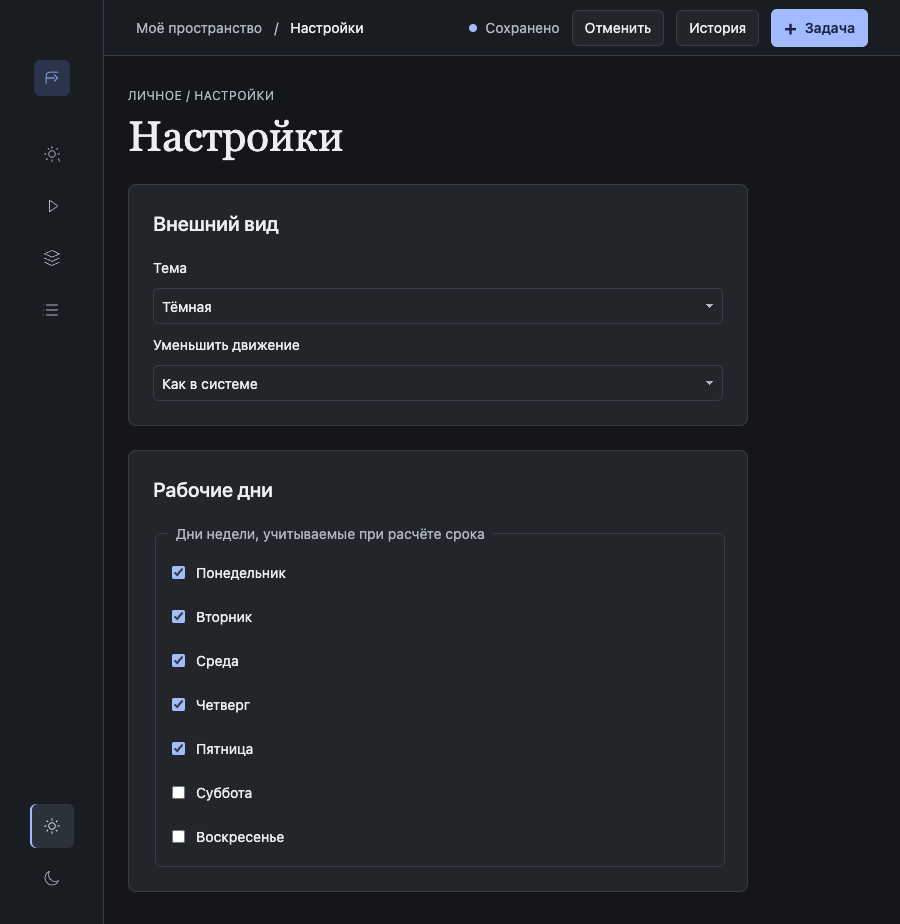 Моё пространство / Настройки
Сохранено
Отменить
История
+ Задача
ЛИЧНОЕ / НАСТРОЙКИ
Настройки
Внешний вид
Тема
Тёмная
Уменьшить движение
Как в системе
Рабочие дни
Дни недели, учитываемые при расчёте срока
Понедельник
Вторник
Среда
Четверг
Пятница
Суббота
Воскресенье